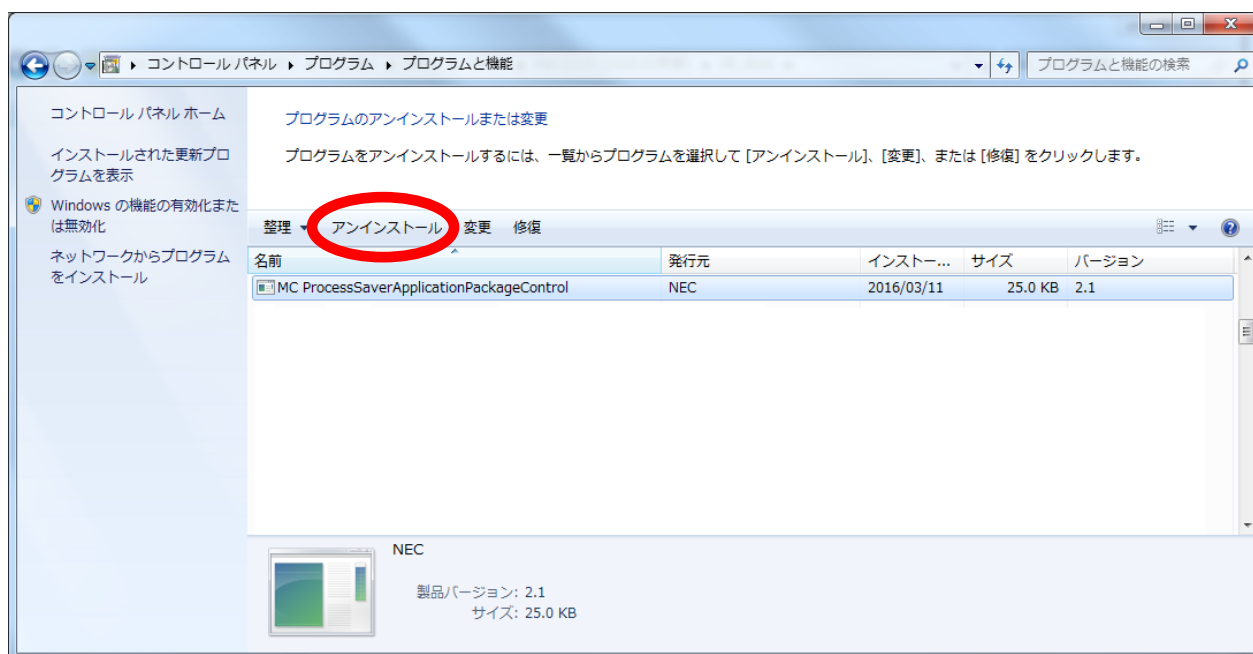 コントロール パネル ▸ プログラム ▸ プログラムと機能
プログラムと機能の検索
コントロール パネル ホーム
インストールされた更新プロ
グラムを表示
Windows の機能の有効化また
は無効化
ネットワークからプログラム
をインストール
プログラムのアンインストールまたは変更
プログラムをアンインストールするには、一覧からプログラムを選択して [アンインストール]、[変更]、または [修復] をクリックします。
整理 アンインストール 変更 修復
名前 発行元 インストー... サイズ バージョン
MC ProcessSaverApplicationPackageControl NEC 2016/03/11 25.0 KB 2.1
NEC
製品バージョン: 2.1
サイズ: 25.0 KB